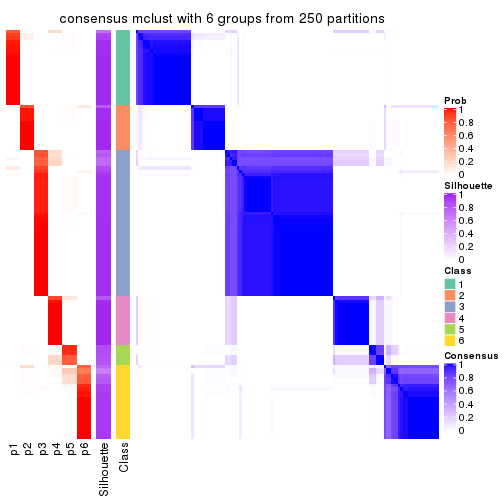 consensus mclust with 6 groups from 250 partitions
Prob
1
0.8
0.6
0.4
0.2
0
Silhouette
1
0.8
0.6
0.4
0.2
0
Class
1
2
3
4
5
6
Consensus
1
0.8
0.6
0.4
0.2
0
p1
p2
p3
p4
p5
p6
Silhouette
Class